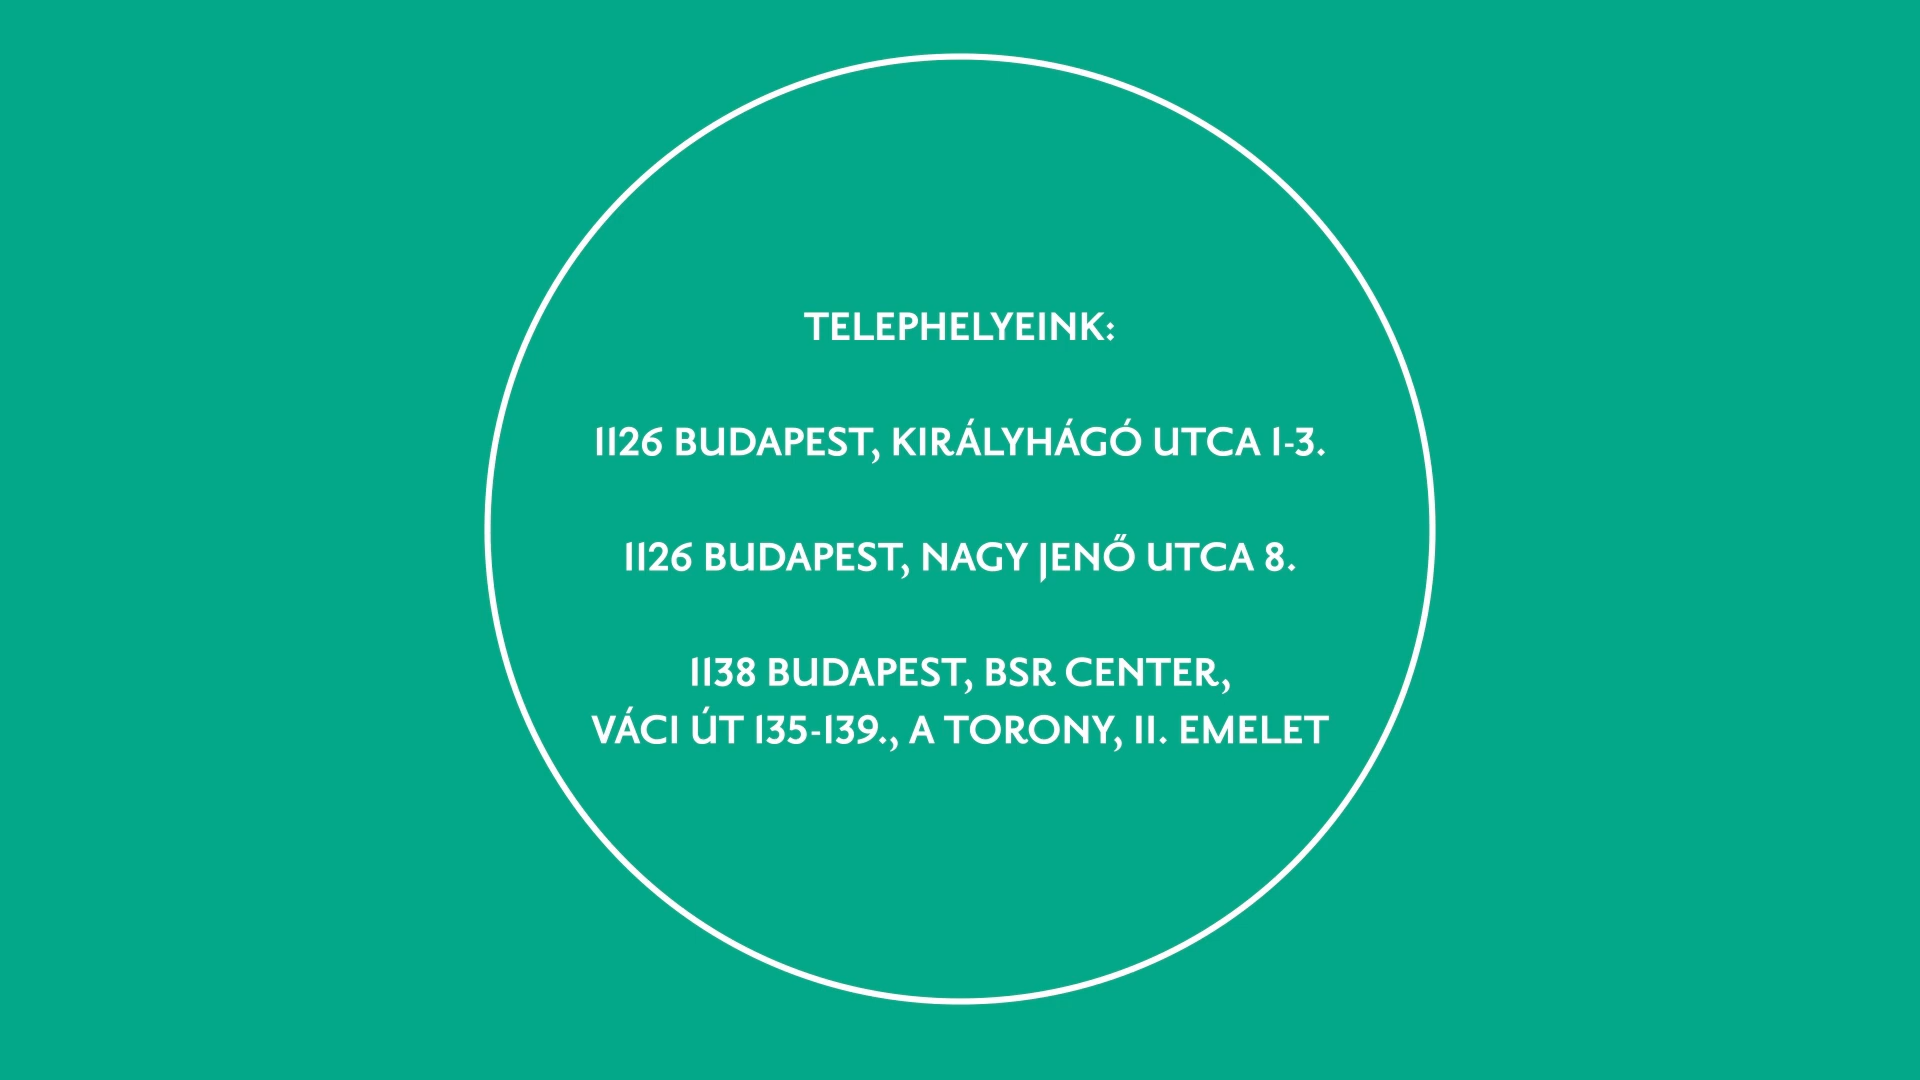 TELEPHELYEINK:
1126 BUDAPEST, KIRÁLYHÁGÓ UTCA 1-3.
1126 BUDAPEST, NAGY JENŐ UTCA 8.
1138 BUDAPEST, BSR CENTER,
VÁCI ÚT 135-139., A TORONY, II. EMELET